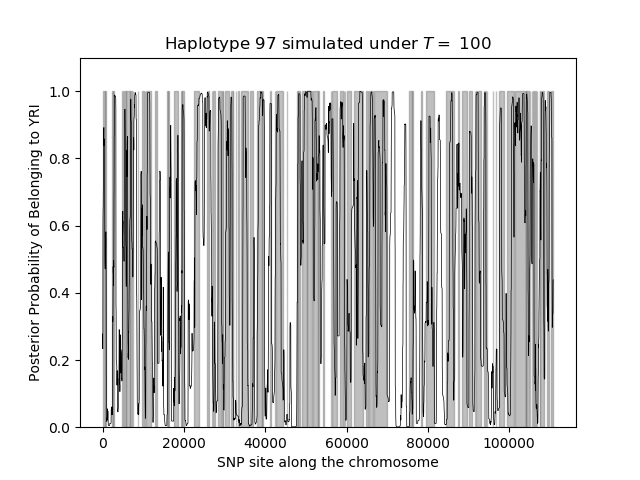 Haplotype 97 simulated under T = 100
Posterior Probability of Belonging to YRI
1.0
0.8
0.6
0.4
0.2
0.0
0 20000 40000 60000 80000 100000
SNP site along the chromosome